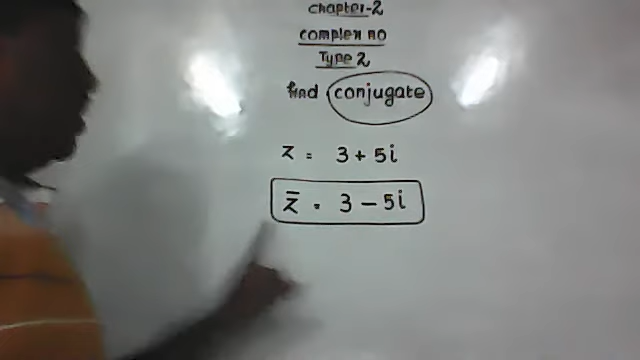 chapter-2
complex no
Type 2
find conjugate
z = 3 + 5i
z̅ = 3 - 5i